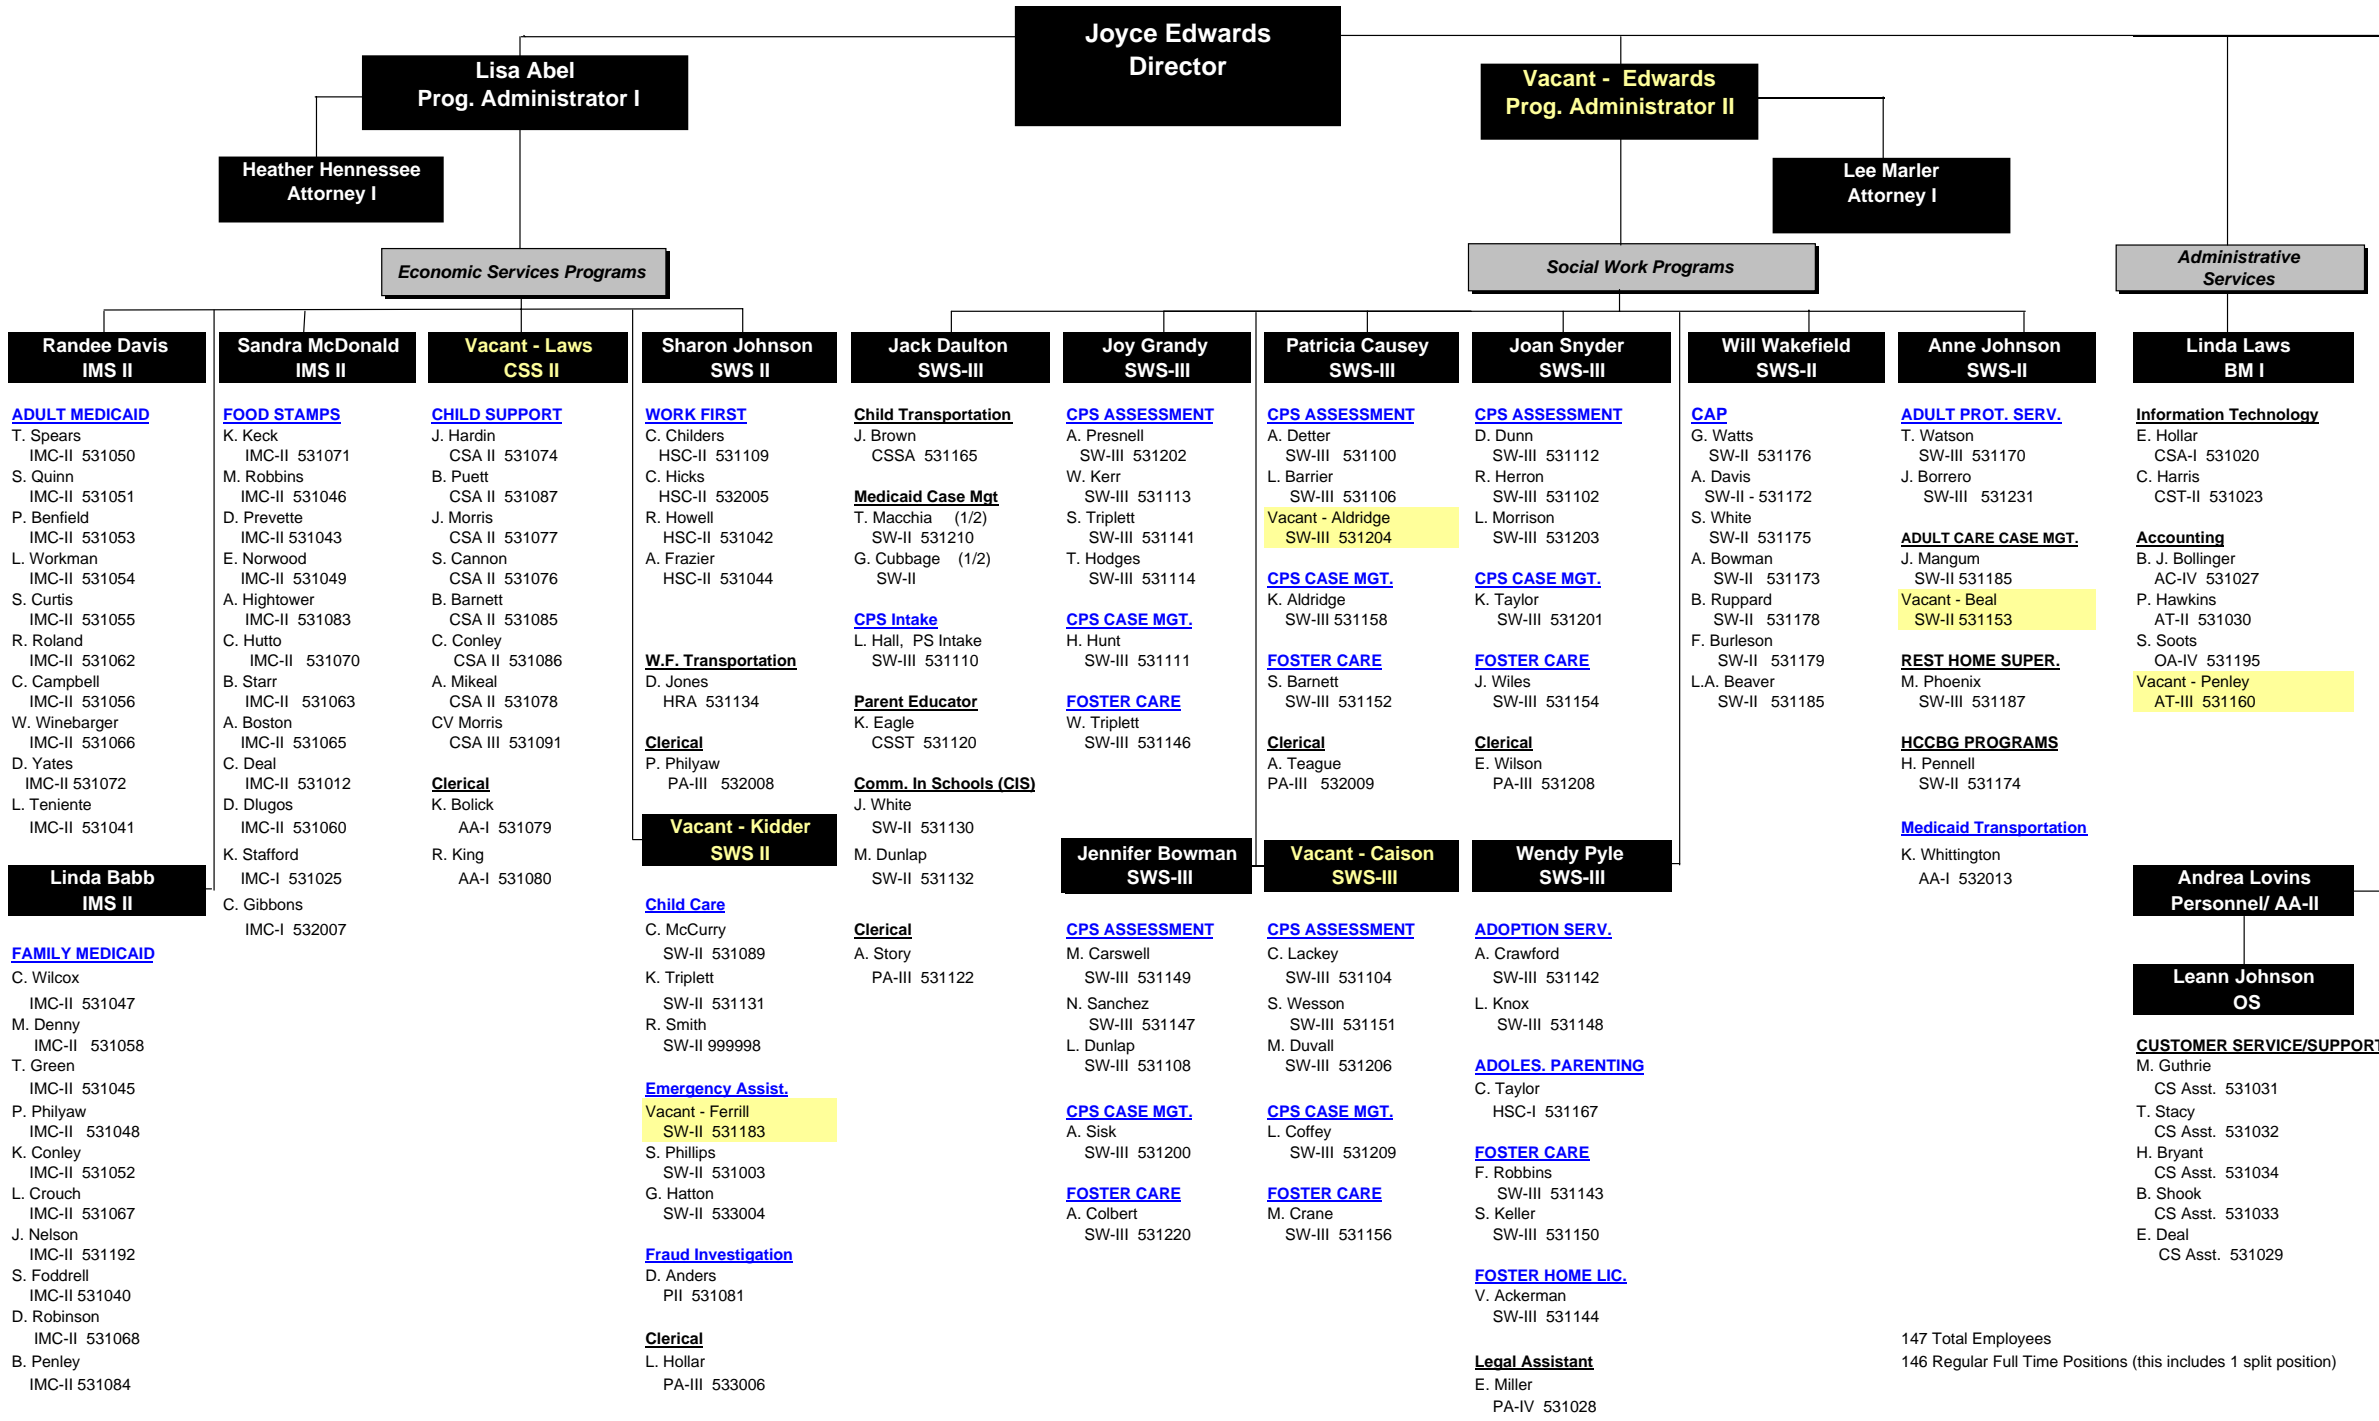 Joyce Edwards
Director
Lisa Abel
Prog. Administrator I
Vacant - Edwards
Prog. Administrator II
Heather Hennessee
Attorney I
Lee Marler
Attorney I
Economic Services Programs
Social Work Programs
Administrative
Services
Randee Davis
IMS II
ADULT MEDICAID
T. Spears
IMC-II 531050
S. Quinn
IMC-II 531051
P. Benfield
IMC-II 531053
L. Workman
IMC-II 531054
S. Curtis
IMC-II 531055
R. Roland
IMC-II 531062
C. Campbell
IMC-II 531056
W. Winebarger
IMC-II 531066
D. Yates
IMC-II 531072
L. Teniente
IMC-II 531041
Linda Babb
IMS II
FAMILY MEDICAID
C. Wilcox
IMC-II 531047
M. Denny
IMC-II 531058
T. Green
IMC-II 531045
P. Philyaw
IMC-II 531048
K. Conley
IMC-II 531052
L. Crouch
IMC-II 531067
J. Nelson
IMC-II 531192
S. Foddrell
IMC-II 531040
D. Robinson
IMC-II 531068
B. Penley
IMC-II 531084
Sandra McDonald
IMS II
FOOD STAMPS
K. Keck
IMC-II 531071
M. Robbins
IMC-II 531046
D. Prevette
IMC-II 531043
E. Norwood
IMC-II 531049
A. Hightower
IMC-II 531083
C. Hutto
IMC-II 531070
B. Starr
IMC-II 531063
A. Boston
IMC-II 531065
C. Deal
IMC-II 531012
D. Dlugos
IMC-II 531060
K. Stafford
IMC-I 531025
C. Gibbons
IMC-I 532007
Vacant - Laws
CSS II
CHILD SUPPORT
J. Hardin
CSA II 531074
B. Puett
CSA II 531087
J. Morris
CSA II 531077
S. Cannon
CSA II 531076
B. Barnett
CSA II 531085
C. Conley
CSA II 531086
A. Mikeal
CSA II 531078
CV Morris
CSA III 531091
Clerical
K. Bolick
AA-I 531079
R. King
AA-I 531080
Sharon Johnson
SWS II
WORK FIRST
C. Childers
HSC-II 531109
C. Hicks
HSC-II 532005
R. Howell
HSC-II 531042
A. Frazier
HSC-II 531044
W.F. Transportation
D. Jones
HRA 531134
Clerical
P. Philyaw
PA-III 532008
Vacant - Kidder
SWS II
Child Care
C. McCurry
SW-II 531089
K. Triplett
SW-II 531131
R. Smith
SW-II 999998
Emergency Assist.
Vacant - Ferrill
SW-II 531183
S. Phillips
SW-II 531003
G. Hatton
SW-II 533004
Fraud Investigation
D. Anders
PII 531081
Clerical
L. Hollar
PA-III 533006
Jack Daulton
SWS-III
Child Transportation
J. Brown
CSSA 531165
Medicaid Case Mgt
T. Macchia (1/2)
SW-II 531210
G. Cubbage (1/2)
SW-II
CPS Intake
L. Hall, PS Intake
SW-III 531110
Parent Educator
K. Eagle
CSST 531120
Comm. In Schools (CIS)
J. White
SW-II 531130
M. Dunlap
SW-II 531132
Clerical
A. Story
PA-III 531122
Joy Grandy
SWS-III
CPS ASSESSMENT
A. Presnell
SW-III 531202
W. Kerr
SW-III 531113
S. Triplett
SW-III 531141
T. Hodges
SW-III 531114
CPS CASE MGT.
H. Hunt
SW-III 531111
FOSTER CARE
W. Triplett
SW-III 531146
Jennifer Bowman
SWS-III
CPS ASSESSMENT
M. Carswell
SW-III 531149
N. Sanchez
SW-III 531147
L. Dunlap
SW-III 531108
CPS CASE MGT.
A. Sisk
SW-III 531200
FOSTER CARE
A. Colbert
SW-III 531220
Patricia Causey
SWS-III
CPS ASSESSMENT
A. Detter
SW-III 531100
L. Barrier
SW-III 531106
Vacant - Aldridge
SW-III 531204
CPS CASE MGT.
K. Aldridge
SW-III 531158
FOSTER CARE
S. Barnett
SW-III 531152
Clerical
A. Teague
PA-III 532009
Vacant - Caison
SWS-III
CPS ASSESSMENT
C. Lackey
SW-III 531104
S. Wesson
SW-III 531151
M. Duvall
SW-III 531206
CPS CASE MGT.
L. Coffey
SW-III 531209
FOSTER CARE
M. Crane
SW-III 531156
Joan Snyder
SWS-III
CPS ASSESSMENT
D. Dunn
SW-III 531112
R. Herron
SW-III 531102
L. Morrison
SW-III 531203
CPS CASE MGT.
K. Taylor
SW-III 531201
FOSTER CARE
J. Wiles
SW-III 531154
Clerical
E. Wilson
PA-III 531208
Wendy Pyle
SWS-III
ADOPTION SERV.
A. Crawford
SW-III 531142
L. Knox
SW-III 531148
ADOLES. PARENTING
C. Taylor
HSC-I 531167
FOSTER CARE
F. Robbins
SW-III 531143
S. Keller
SW-III 531150
FOSTER HOME LIC.
V. Ackerman
SW-III 531144
Legal Assistant
E. Miller
PA-IV 531028
Will Wakefield
SWS-II
CAP
G. Watts
SW-II 531176
A. Davis
SW-II - 531172
S. White
SW-II 531175
A. Bowman
SW-II 531173
B. Ruppard
SW-II 531178
F. Burleson
SW-II 531179
L.A. Beaver
SW-II 531185
Anne Johnson
SWS-II
ADULT PROT. SERV.
T. Watson
SW-III 531170
J. Borrero
SW-III 531231
ADULT CARE CASE MGT.
J. Mangum
SW-II 531185
Vacant - Beal
SW-II 531153
REST HOME SUPER.
M. Phoenix
SW-III 531187
HCCBG PROGRAMS
H. Pennell
SW-II 531174
Medicaid Transportation
K. Whittington
AA-I 532013
Linda Laws
BM I
Information Technology
E. Hollar
CSA-I 531020
C. Harris
CST-II 531023
Accounting
B. J. Bollinger
AC-IV 531027
P. Hawkins
AT-II 531030
S. Soots
OA-IV 531195
Vacant - Penley
AT-III 531160
Andrea Lovins
Personnel/ AA-II
Leann Johnson
OS
CUSTOMER SERVICE/SUPPORT
M. Guthrie
CS Asst. 531031
T. Stacy
CS Asst. 531032
H. Bryant
CS Asst. 531034
B. Shook
CS Asst. 531033
E. Deal
CS Asst. 531029
147 Total Employees
146 Regular Full Time Positions (this includes 1 split position)